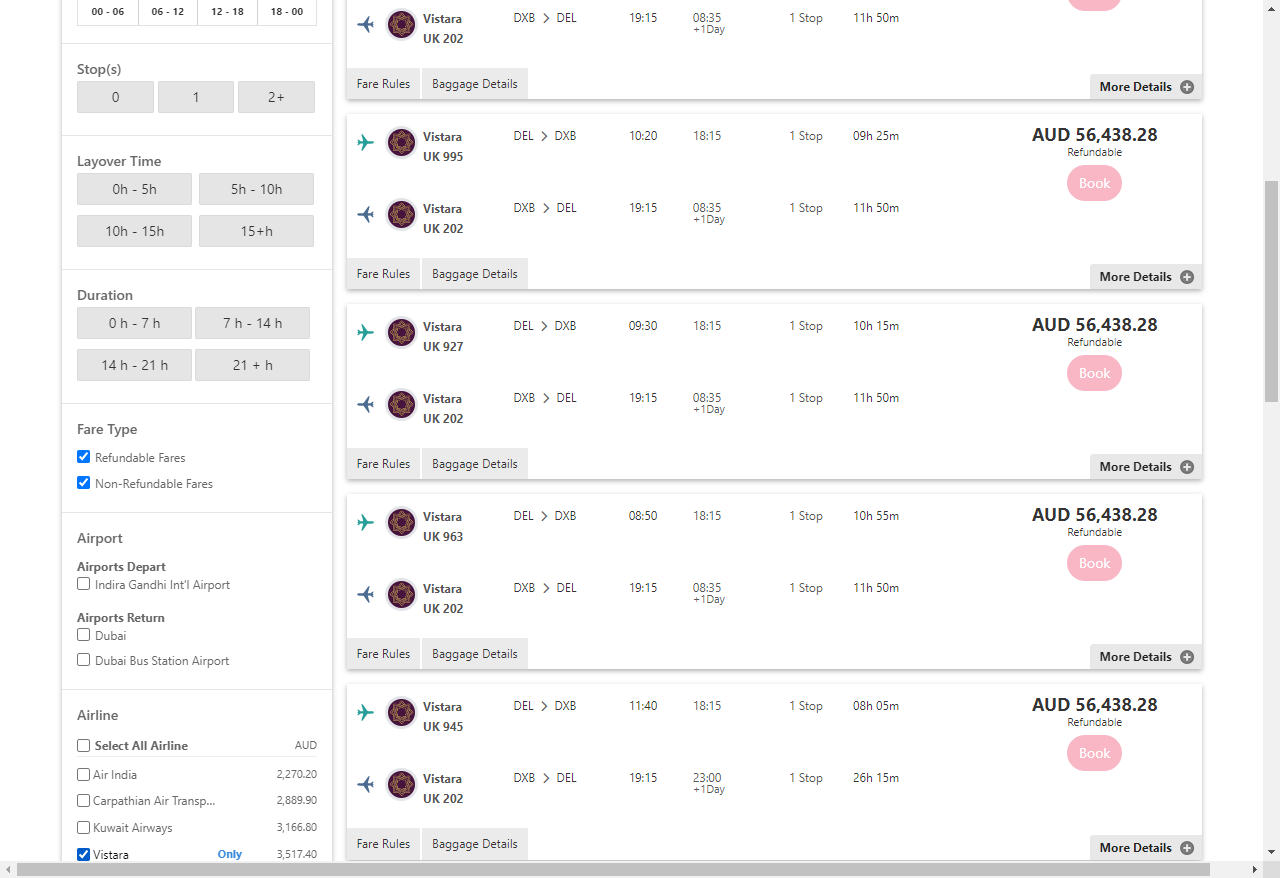 00 - 06 06 - 12 12 - 18 18 - 00
Stop(s)
0 1 2+
Layover Time
0h - 5h 5h - 10h
10h - 15h 15+h
Duration
0 h - 7 h 7 h - 14 h
14 h - 21 h 21 + h
Fare Type
Refundable Fares
Non-Refundable Fares
Airport
Airports Depart
Indira Gandhi Int'l Airport
Airports Return
Dubai
Dubai Bus Station Airport
Airline
Select All Airline AUD
Air India 2,270.20
Carpathian Air Transp... 2,889.90
Kuwait Airways 3,166.80
Vistara Only 3,517.40
Vistara DXB > DEL 19:15 08:35 1 Stop 11h 50m
+1Day
UK 202
Fare Rules Baggage Details More Details
Vistara DEL > DXB 10:20 18:15 1 Stop 09h 25m AUD 56,438.28
UK 995 Refundable
Book
Vistara DXB > DEL 19:15 08:35 1 Stop 11h 50m
+1Day
UK 202
Fare Rules Baggage Details More Details
Vistara DEL > DXB 09:30 18:15 1 Stop 10h 15m AUD 56,438.28
UK 927 Refundable
Book
Vistara DXB > DEL 19:15 08:35 1 Stop 11h 50m
+1Day
UK 202
Fare Rules Baggage Details More Details
Vistara DEL > DXB 08:50 18:15 1 Stop 10h 55m AUD 56,438.28
UK 963 Refundable
Book
Vistara DXB > DEL 19:15 08:35 1 Stop 11h 50m
+1Day
UK 202
Fare Rules Baggage Details More Details
Vistara DEL > DXB 11:40 18:15 1 Stop 08h 05m AUD 56,438.28
UK 945 Refundable
Book
Vistara DXB > DEL 19:15 23:00 1 Stop 26h 15m
+1Day
UK 202
Fare Rules Baggage Details More Details